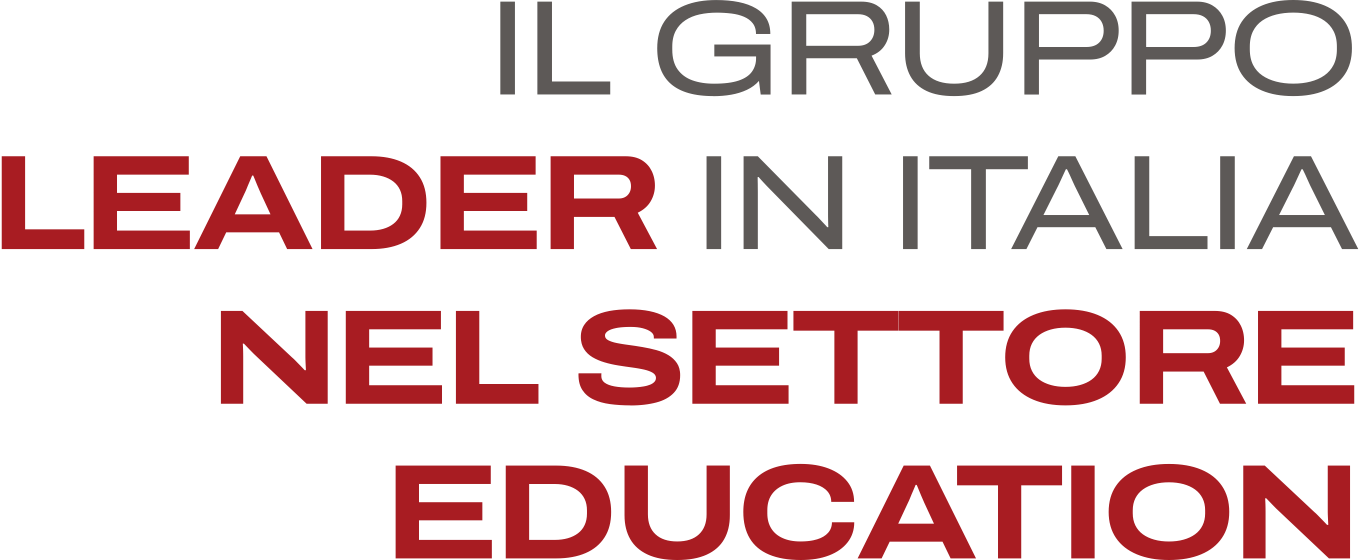 IL GRUPPO
LEADER IN ITALIA
NEL SETTORE
EDUCATION